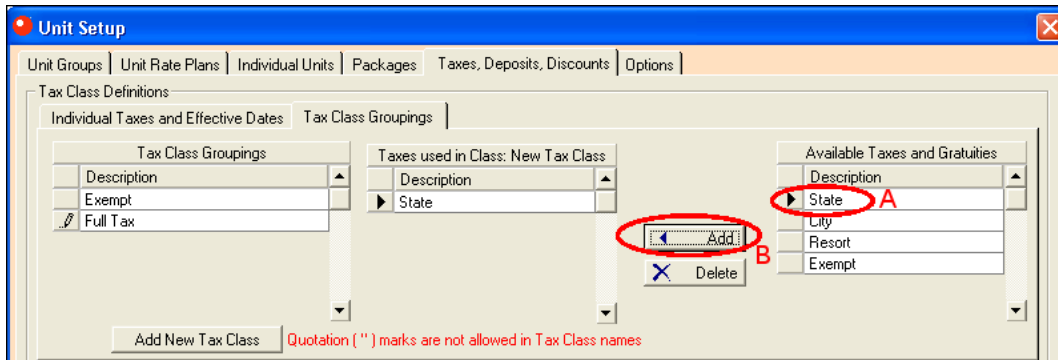 Unit Setup
Unit Groups Unit Rate Plans Individual Units Packages Taxes, Deposits, Discounts Options
Tax Class Definitions
Individual Taxes and Effective Dates Tax Class Groupings
Tax Class Groupings
Description
Exempt
Full Tax
Add New Tax Class
Quotation ( " ) marks are not allowed in Tax Class names
Taxes used in Class: New Tax Class
Description
State
Add
B
Delete
Available Taxes and Gratuities
Description
State
A
City
Resort
Exempt